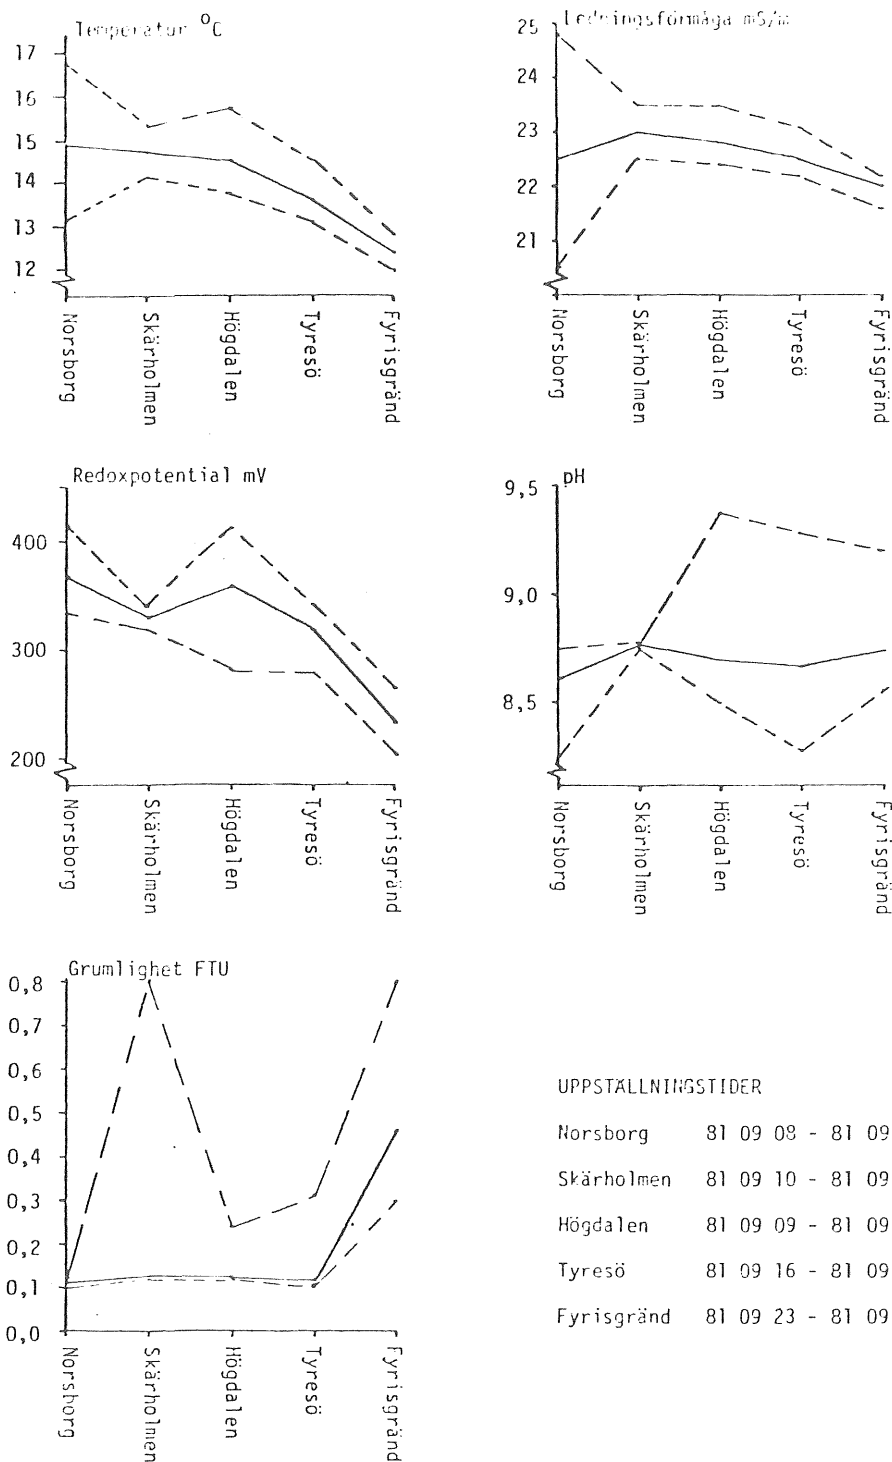 Temperatur °C
17
16
15
14
13
12
Norsborg
Skärholmen
Högdalen
Tyresö
Fyrisgränd
Ledningsförmåga mS/m
25
24
23
22
21
Norsborg
Skärholmen
Högdalen
Tyresö
Fyrisgränd
Redoxpotential mV
400
300
200
Norsborg
Skärholmen
Högdalen
Tyresö
Fyrisgränd
pH
9,5
9,0
8,5
Norsborg
Skärholmen
Högdalen
Tyresö
Fyrisgränd
Grumlighet FTU
0,8
0,7
0,6
0,5
0,4
0,3
0,2
0,1
0,0
Norsborg
Skärholmen
Högdalen
Tyresö
Fyrisgränd
UPPSTÄLLNINGSTIDER
Norsborg 81 09 08 - 81 09
Skärholmen 81 09 10 - 81 09
Högdalen 81 09 09 - 81 09
Tyresö 81 09 16 - 81 09
Fyrisgränd 81 09 23 - 81 09